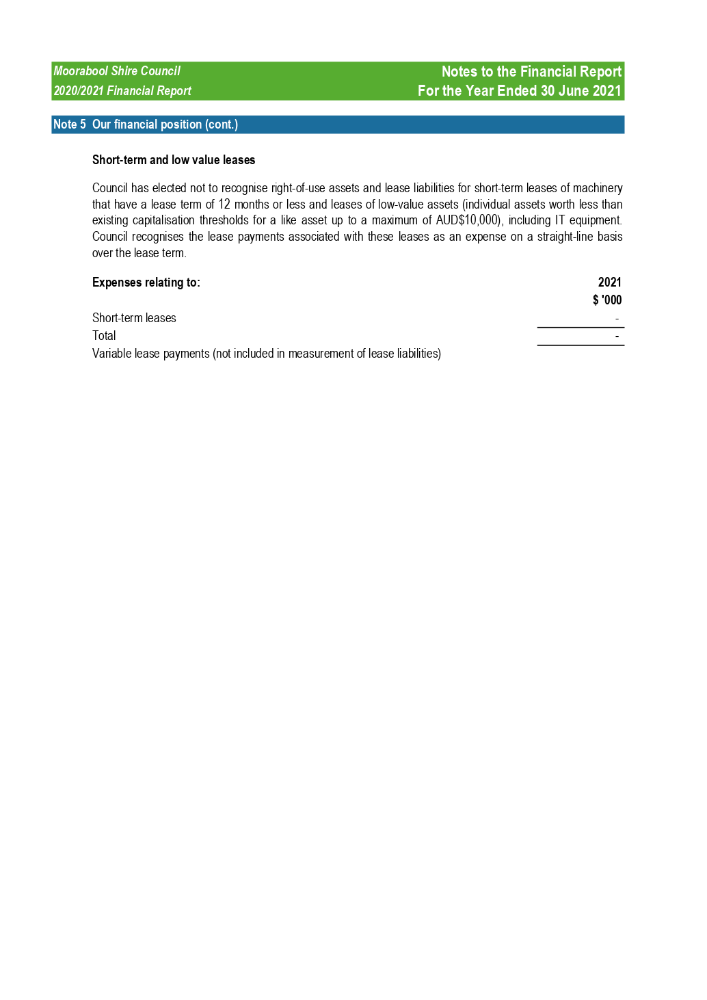 Moorabool Shire Council
Notes to the Financial Report
2020/2021 Financial Report
For the Year Ended 30 June 2021
Note 5 Our financial position (cont.)
Short-term and low value leases
Council has elected not to recognise right-of-use assets and lease liabilities for short-term leases of machinery
that have a lease term of 12 months or less and leases of low-value assets (individual assets worth less than
existing capitalisation thresholds for a like asset up to a maximum of AUD$10,000), including IT equipment.
Council recognises the lease payments associated with these leases as an expense on a straight-line basis
over the lease term.
Expenses relating to: 2021
$ '000
Short-term leases -
Total -
Variable lease payments (not included in measurement of lease liabilities)